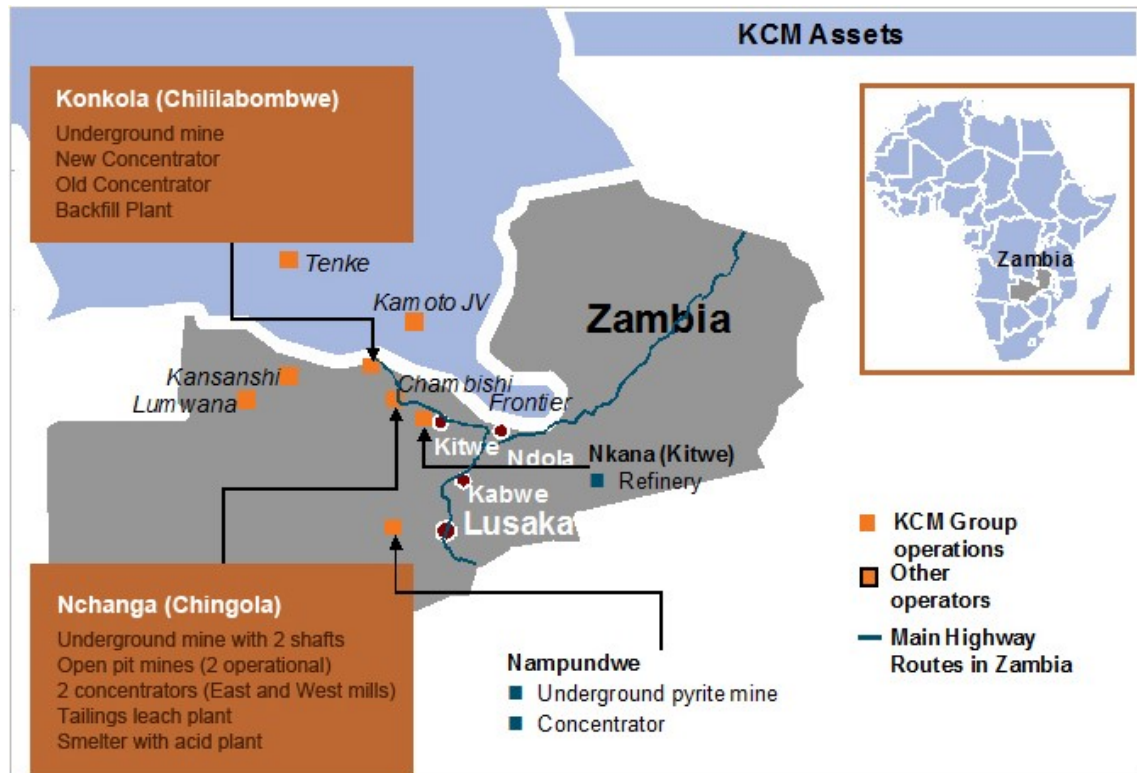 KCM Assets
Konkola (Chililabombwe)
Underground mine
New Concentrator
Old Concentrator
Backfill Plant
Tenke
Kamoto JV
Zambia
Zambia
Kansanshi
Lumwana
Chambishi
Frontier
Kitwe
Ndola
Nkana (Kitwe)
Refinery
Kabwe
Lusaka
KCM Group
operations
Other
operators
Main Highway
Routes in Zambia
Nchanga (Chingola)
Underground mine with 2 shafts
Open pit mines (2 operational)
2 concentrators (East and West mills)
Tailings leach plant
Smelter with acid plant
Nampundwe
Underground pyrite mine
Concentrator